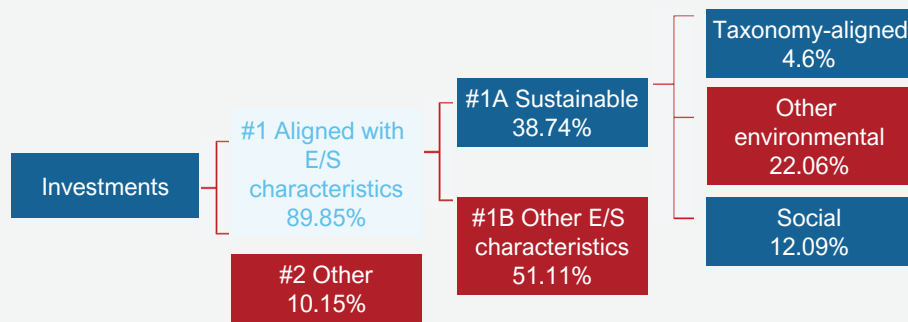 Investments
#1 Aligned with
E/S
characteristics
89.85%
#2 Other
10.15%
#1A Sustainable
38.74%
#1B Other E/S
characteristics
51.11%
Taxonomy-aligned
4.6%
Other
environmental
22.06%
Social
12.09%